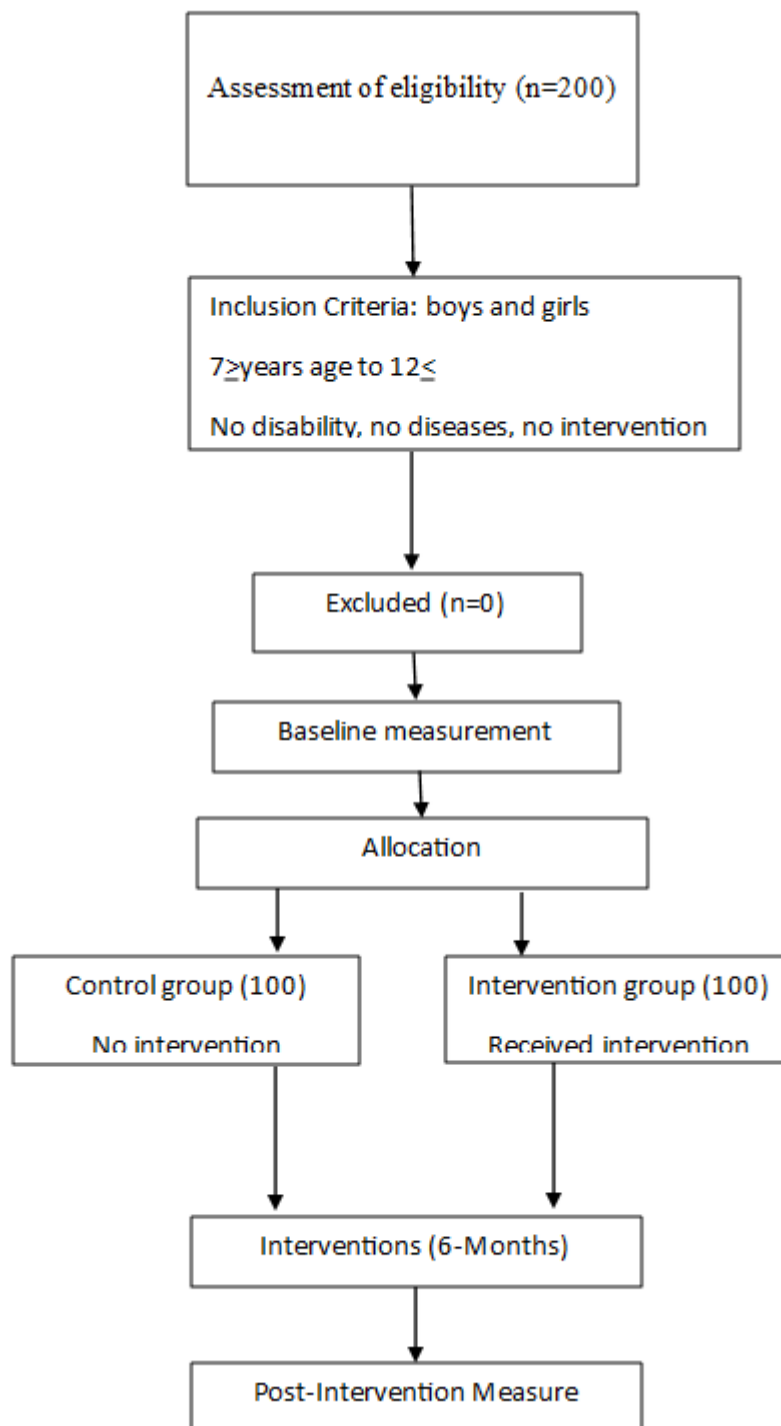 Assessment of eligibility (n=200)
Inclusion Criteria: boys and girls
7≥years age to 12≤
No disability, no diseases, no intervention
Excluded (n=0)
Baseline measurement
Allocation
Control group (100)
No intervention
Intervention group (100)
Received intervention
Interventions (6-Months)
Post-Intervention Measure